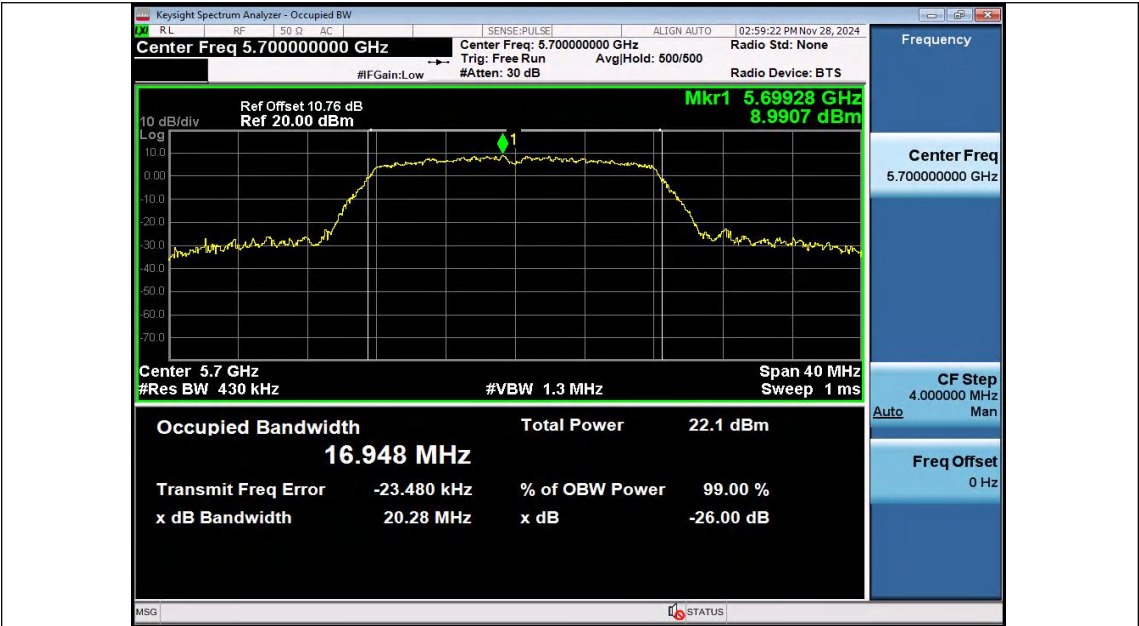 Keysight Spectrum Analyzer - Occupied BW
LXI RL RF 50 Ω AC SENSE:PULSE ALIGN AUTO 02:59:22 PM Nov 28, 2024
Center Freq 5.700000000 GHz Center Freq: 5.700000000 GHz Radio Std: None
Trig: Free Run Avg|Hold: 500/500
#IFGain:Low #Atten: 30 dB Radio Device: BTS
Frequency
Mkr1 5.69928 GHz
8.9907 dBm
Ref Offset 10.76 dB
10 dB/div Ref 20.00 dBm
Log
1
10.0
0.00
-10.0
-20.0
-30.0
-40.0
-50.0
-60.0
-70.0
Center 5.7 GHz Span 40 MHz
#Res BW 430 kHz #VBW 1.3 MHz Sweep 1 ms
Occupied Bandwidth Total Power 22.1 dBm
16.948 MHz
Transmit Freq Error -23.480 kHz % of OBW Power 99.00 %
x dB Bandwidth 20.28 MHz x dB -26.00 dB
Center Freq
5.700000000 GHz
CF Step
4.000000 MHz
Auto Man
Freq Offset
0 Hz
MSG STATUS